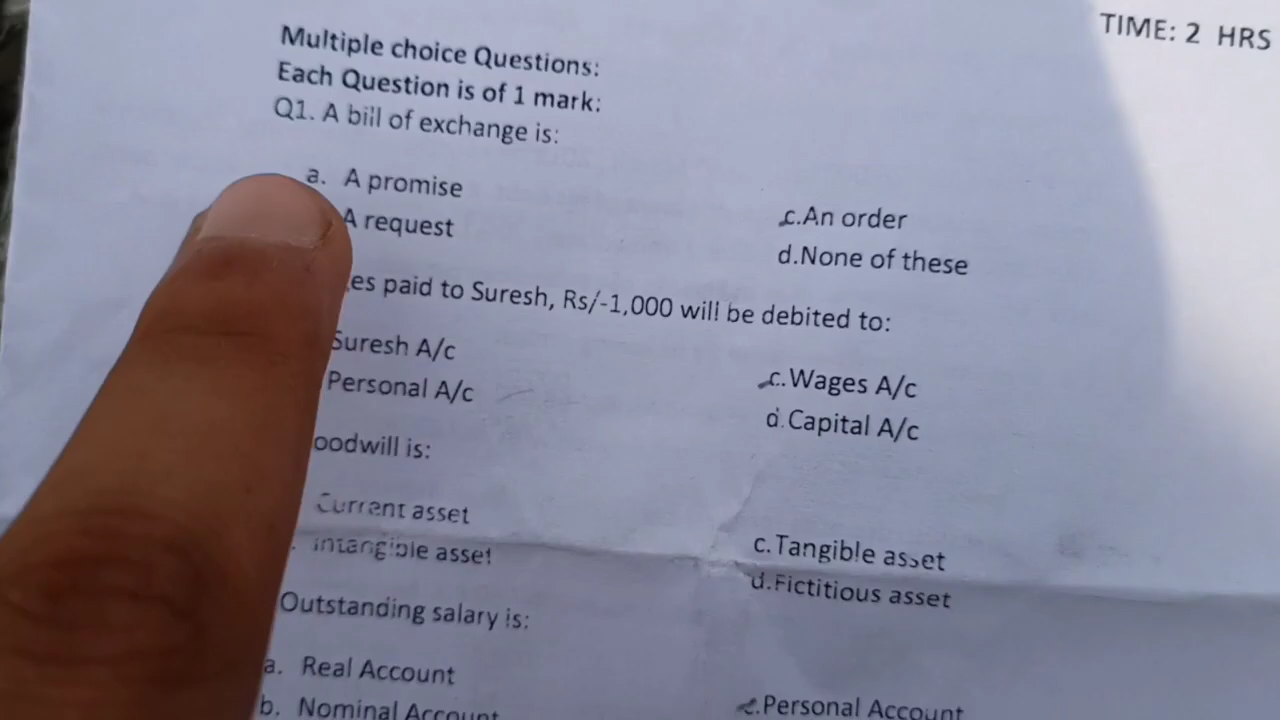 TIME: 2 HRS
Multiple choice Questions:
Each Question is of 1 mark:
Q1. A bill of exchange is:
a. A promise
A request
c.An order
d.None of these
paid to Suresh, Rs/-1,000 will be debited to:
Suresh A/c
Personal A/c
c.Wages A/c
d.Capital A/c
is:
Current asset
Intangible asset
c.Tangible asset
d.Fictitious asset
Outstanding salary is:
a. Real Account
b. Nominal Account
c.Personal Account